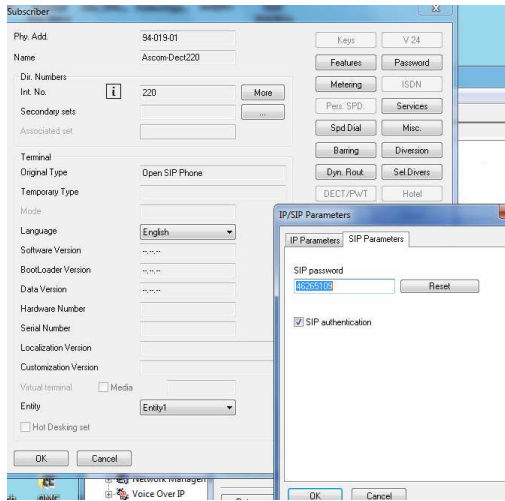 Subscriber
Phy. Add. 94-019-01
Keys V 24
Name Ascom-Dect220
Features Password
Dir. Numbers
Metering ISDN
Int. No. i 220 More
Pers. SPD. Services
Secondary sets ...
Spd Dial Misc.
Associated set
Barring Diversion
Terminal
Original Type Open SIP Phone
Dyn. Rout Sel.Divers
Temporary Type
DECT/PWT Hotel
Mode
Language English
Software Version --.--.--
BootLoader Version --.--.--
Data Version --.--.--
Hardware Number
Serial Number
Localization Version
Customization Version
Virtual terminal Media
Entity Entity1
Hot Desking set
OK Cancel
IP/SIP Parameters
IP Parameters SIP Parameters
SIP password
46265109 Reset
SIP authentication
OK Cancel
Voice Over IP